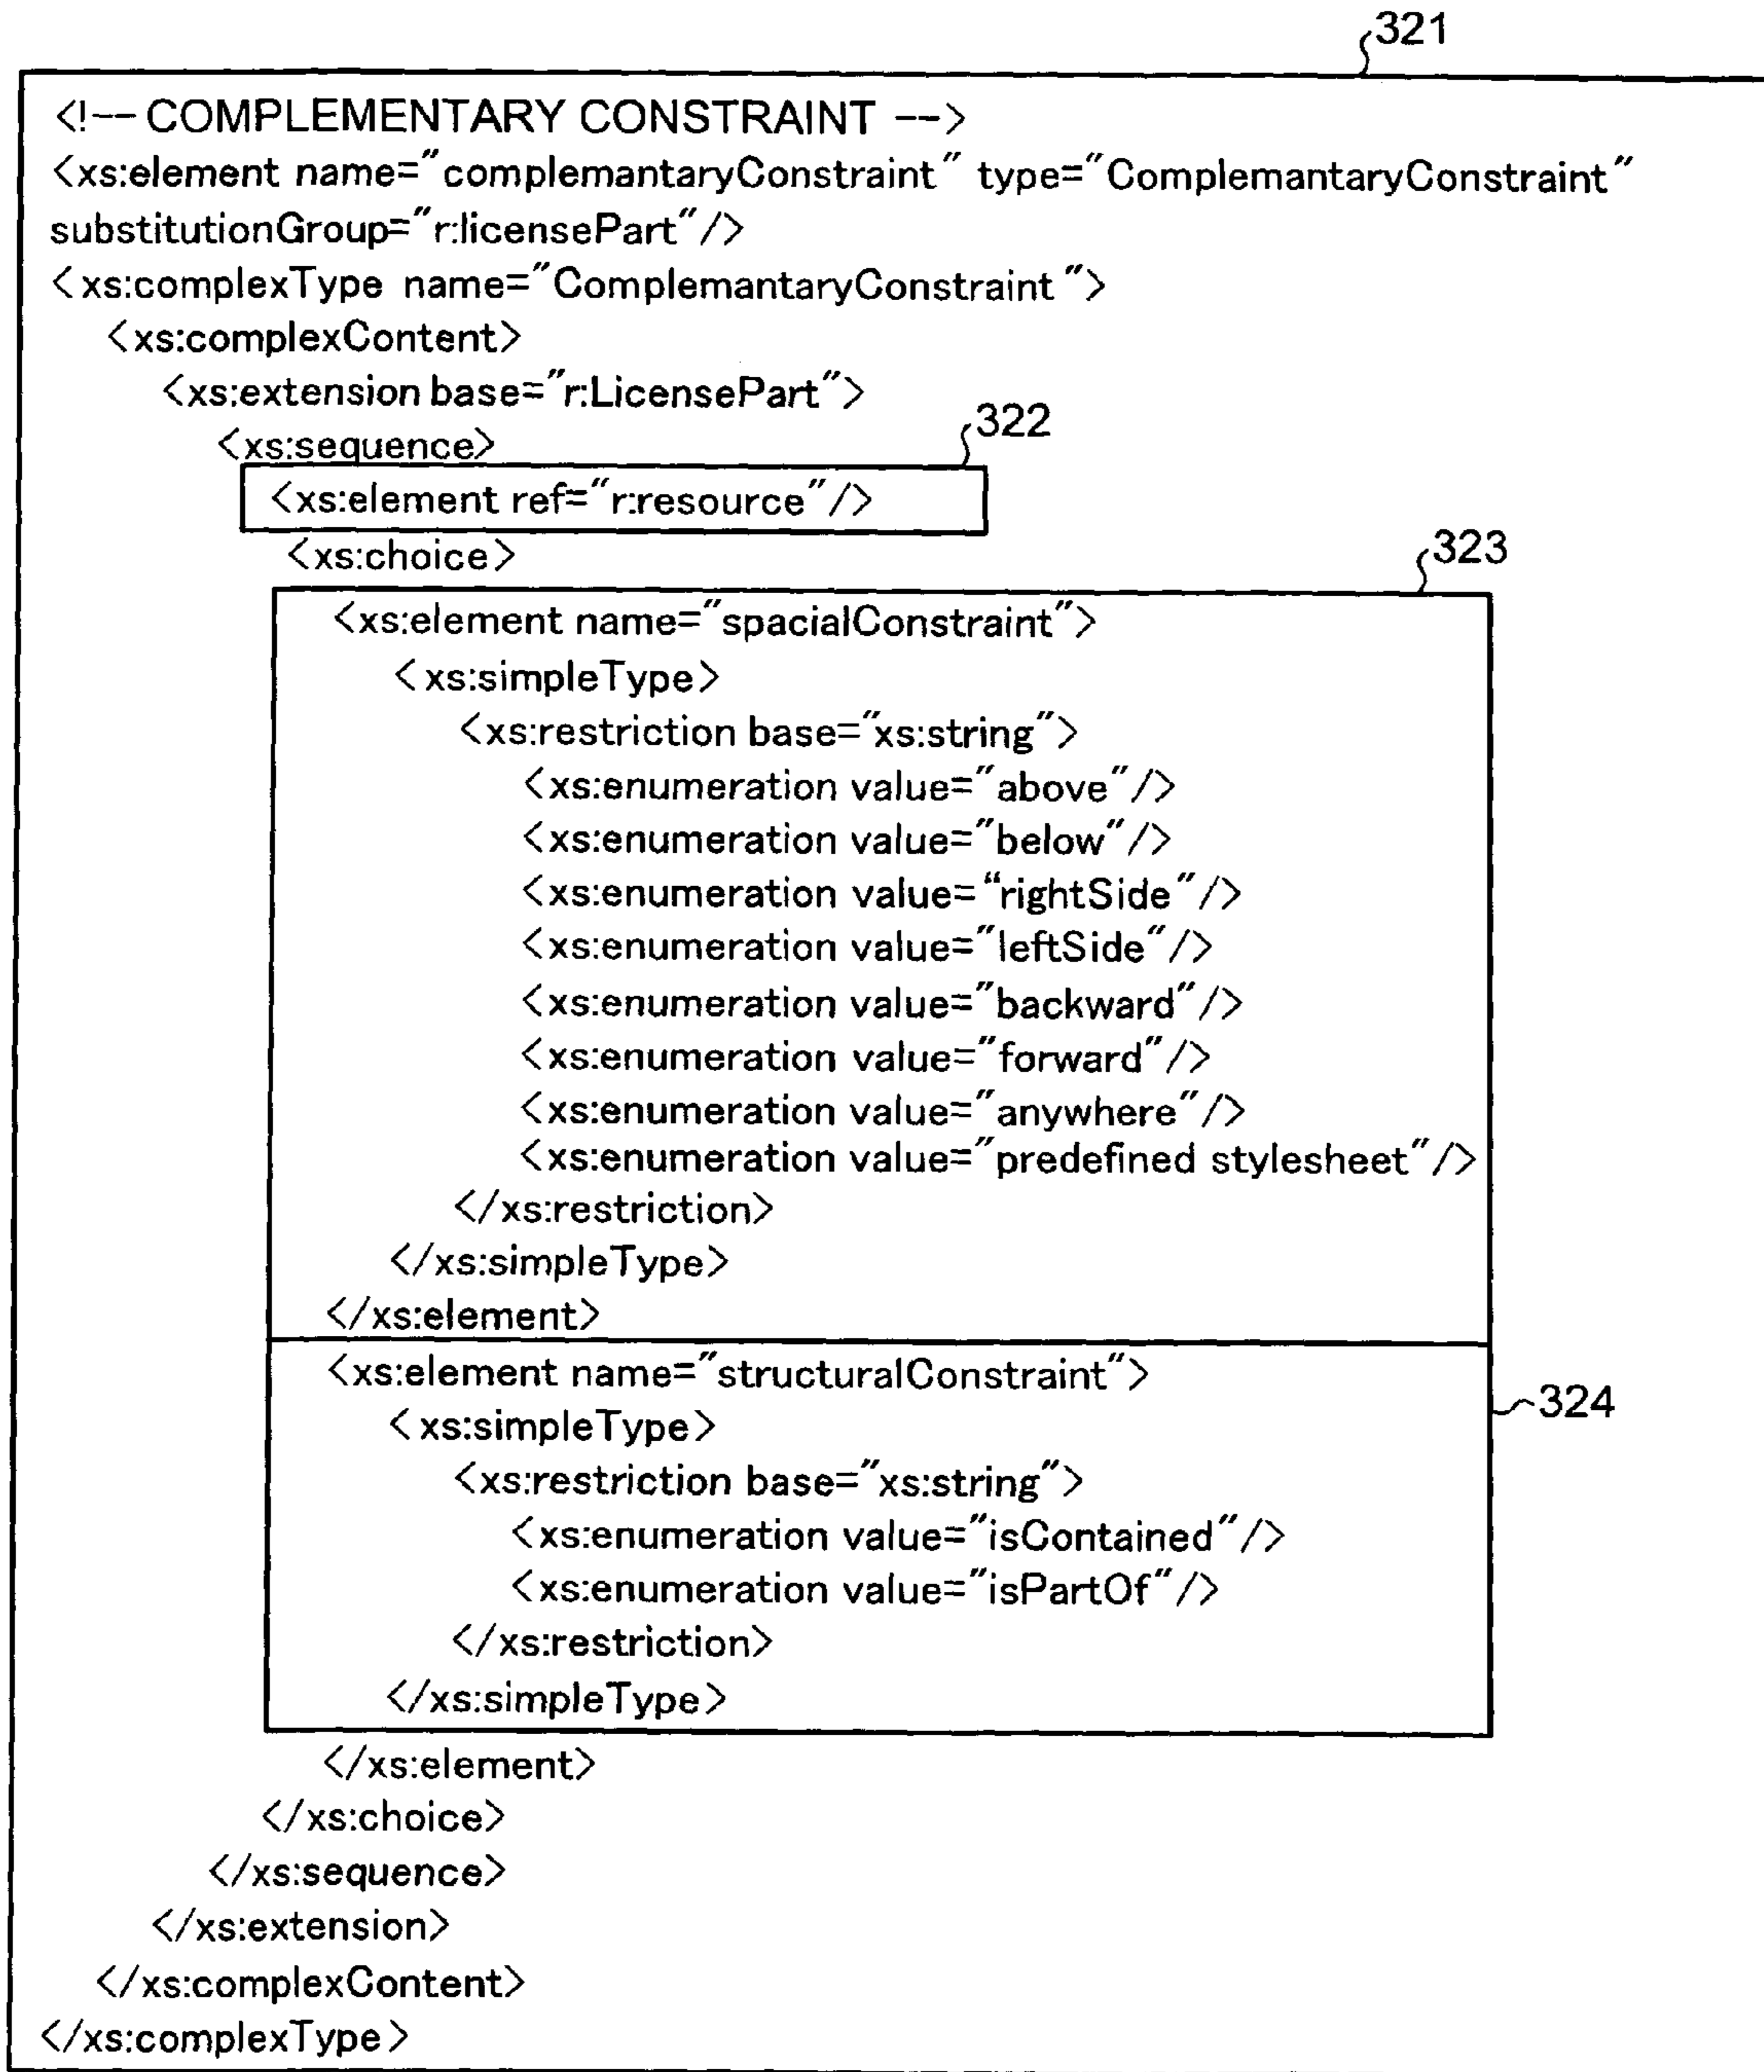 321
<!-- COMPLEMENTARY CONSTRAINT -->
<xs:element name="complemantaryConstraint" type="ComplemantaryConstraint"
substitutionGroup="r:licensePart"/>
<xs:complexType name="ComplemantaryConstraint">
<xs:complexContent>
<xs:extension base="r:LicensePart">
322
<xs:sequence>
<xs:element ref="r:resource"/>
323
<xs:choice>
<xs:element name="spacialConstraint">
<xs:simpleType>
<xs:restriction base="xs:string">
<xs:enumeration value="above"/>
<xs:enumeration value="below"/>
<xs:enumeration value="rightSide"/>
<xs:enumeration value="leftSide"/>
<xs:enumeration value="backward"/>
<xs:enumeration value="forward"/>
<xs:enumeration value="anywhere"/>
<xs:enumeration value="predefined stylesheet"/>
</xs:restriction>
</xs:simpleType>
</xs:element>
<xs:element name="structuralConstraint">
324
<xs:simpleType>
<xs:restriction base="xs:string">
<xs:enumeration value="isContained"/>
<xs:enumeration value="isPartOf"/>
</xs:restriction>
</xs:simpleType>
</xs:element>
</xs:choice>
</xs:sequence>
</xs:extension>
</xs:complexContent>
</xs:complexType>